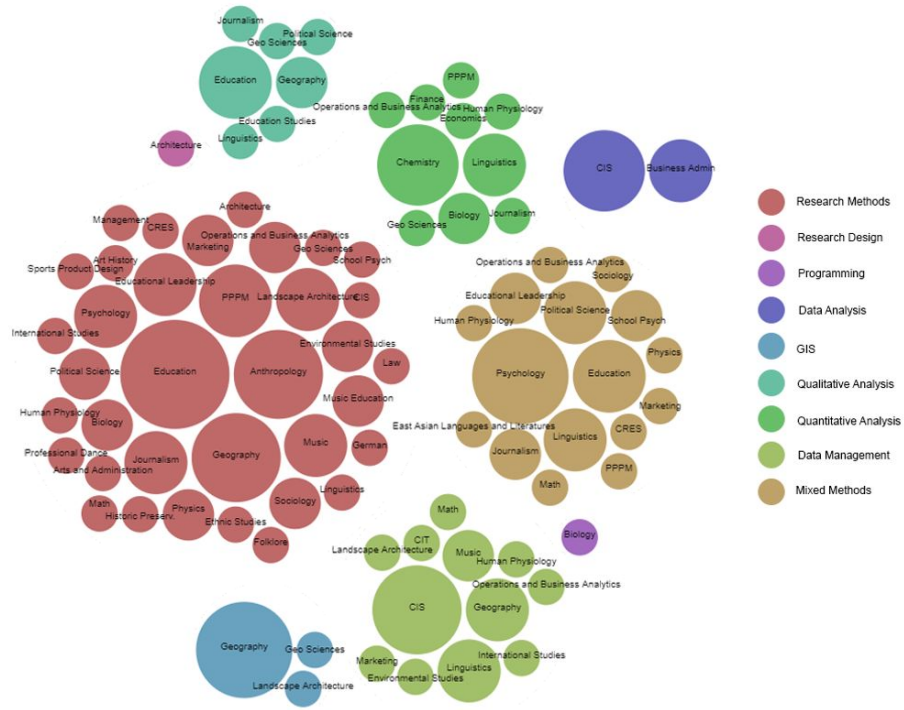 Journalism
Geo Sciences
Political Science
Education
Geography
Education Studies
Linguistics
Architecture
PPPM
Finance
Operations and Business Analytics
Human Physiology
Economics
Chemistry
Linguistics
Biology
Journalism
Geo Sciences
CIS
Business Admin
Architecture
Management
CRES
Marketing
Operations and Business Analytics
Geo Sciences
School Psych
Art History
Sports Product Design
Educational Leadership
PPPM
Landscape Architecture
CIS
Psychology
International Studies
Environmental Studies
Education
Anthropology
Law
Political Science
Music Education
Human Physiology
Biology
Music
German
Professional Dance
Arts and Administration
Journalism
Geography
Linguistics
Sociology
Math
Historic Preserv.
Physics
Ethnic Studies
Folklore
Operations and Business Analytics
Sociology
Educational Leadership
Political Science
School Psych
Human Physiology
Physics
Psychology
Education
Marketing
East Asian Languages and Literatures
Linguistics
CRES
Journalism
PPPM
Math
Math
CIT
Landscape Architecture
Music
Human Physiology
Operations and Business Analytics
CIS
Geography
International Studies
Marketing
Environmental Studies
Linguistics
Biology
Geography
Geo Sciences
Landscape Architecture
Research Methods
Research Design
Programming
Data Analysis
GIS
Qualitative Analysis
Quantitative Analysis
Data Management
Mixed Methods